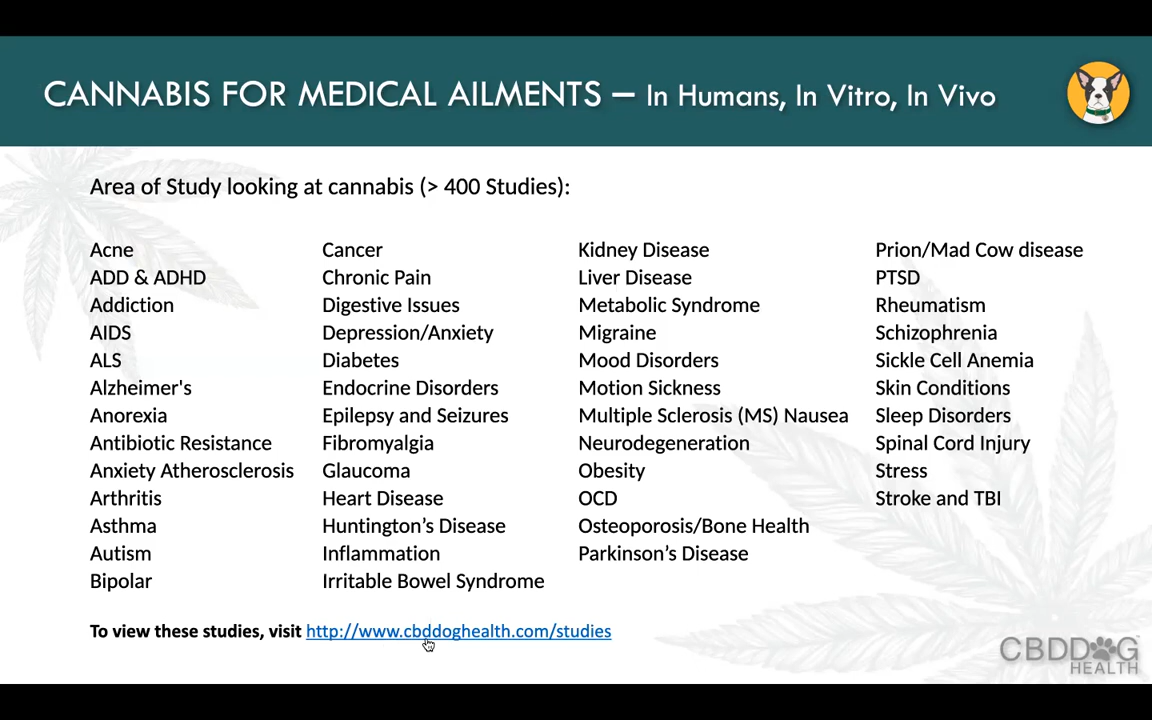 CANNABIS FOR MEDICAL AILMENTS – In Humans, In Vitro, In Vivo
Area of Study looking at cannabis (> 400 Studies):
Acne
ADD & ADHD
Addiction
AIDS
ALS
Alzheimer's
Anorexia
Antibiotic Resistance
Anxiety Atherosclerosis
Arthritis
Asthma
Autism
Bipolar
Cancer
Chronic Pain
Digestive Issues
Depression/Anxiety
Diabetes
Endocrine Disorders
Epilepsy and Seizures
Fibromyalgia
Glaucoma
Heart Disease
Huntington’s Disease
Inflammation
Irritable Bowel Syndrome
Kidney Disease
Liver Disease
Metabolic Syndrome
Migraine
Mood Disorders
Motion Sickness
Multiple Sclerosis (MS) Nausea
Neurodegeneration
Obesity
OCD
Osteoporosis/Bone Health
Parkinson’s Disease
Prion/Mad Cow disease
PTSD
Rheumatism
Schizophrenia
Sickle Cell Anemia
Skin Conditions
Sleep Disorders
Spinal Cord Injury
Stress
Stroke and TBI
To view these studies, visit http://www.cbddoghealth.com/studies
CBDDOG
HEALTH